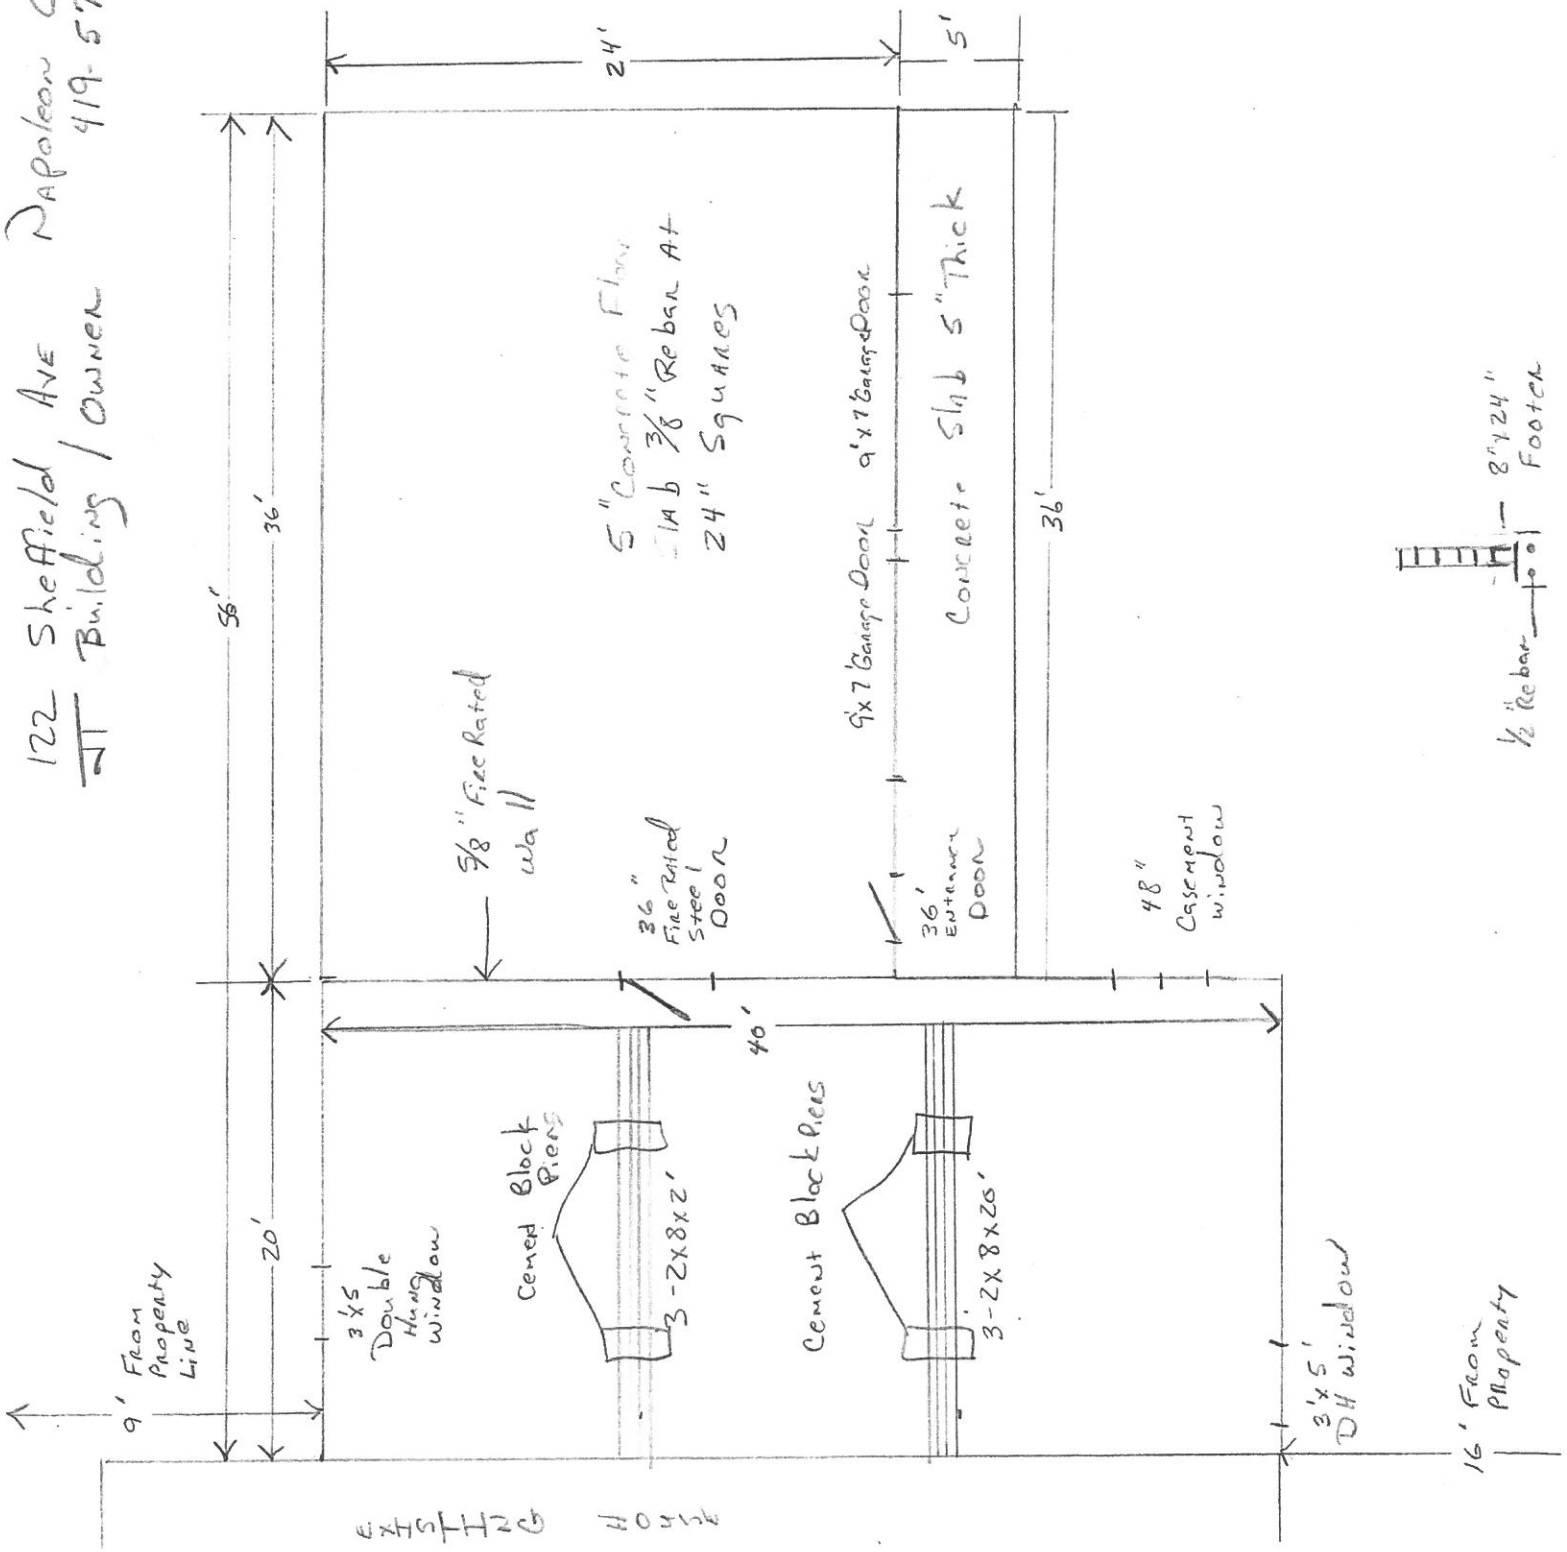 122 Sheffield Ave Napoleon
JT Building / Owner 419-57
56'
36'
20'
24'
5'
9' From
Property
Line
5/8" Fire Rated
Wall
5" Concrete Floor
Slab 3/8" Rebar At
24" Squares
3'x5
Double
Hung
Window
Cement Block
Piers
3-2x8x2'
36"
Fire Rated
Steel
Door
40'
9'x7' Garage Door 9'x7' Garage Door
36'
Entrance
Door
Concrete Slab 5" Thick
36'
Cement Block Piers
3-2x8x20'
48"
Casement
Window
3'x5'
DH Window
16' From
Property
1/2" Rebar
8"x24"
Footer
EXISTING HOUSE